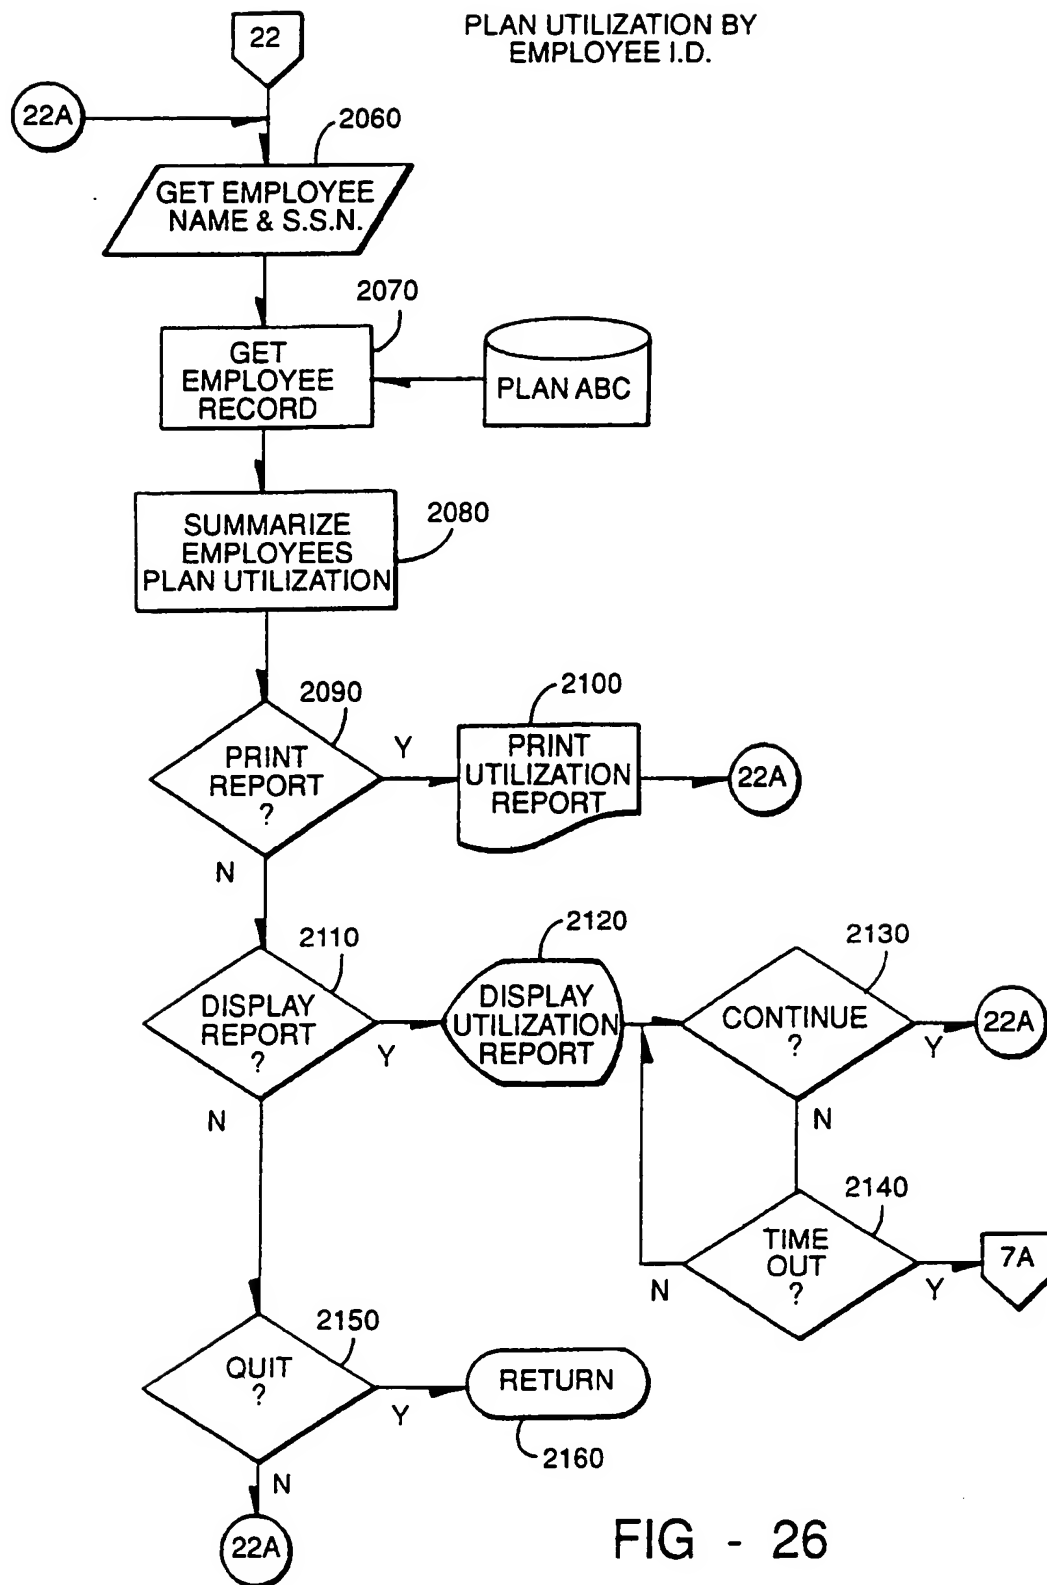 PLAN UTILIZATION BY
EMPLOYEE I.D.
22
22A
2060
GET EMPLOYEE
NAME & S.S.N.
2070
GET
EMPLOYEE
RECORD
PLAN ABC
2080
SUMMARIZE
EMPLOYEES
PLAN UTILIZATION
2090
PRINT
REPORT
?
Y
N
2100
PRINT
UTILIZATION
REPORT
22A
2110
DISPLAY
REPORT
?
Y
N
2120
DISPLAY
UTILIZATION
REPORT
2130
CONTINUE
?
Y
N
22A
2140
TIME
OUT
?
N
Y
7A
2150
QUIT
?
Y
N
RETURN
2160
22A
FIG - 26